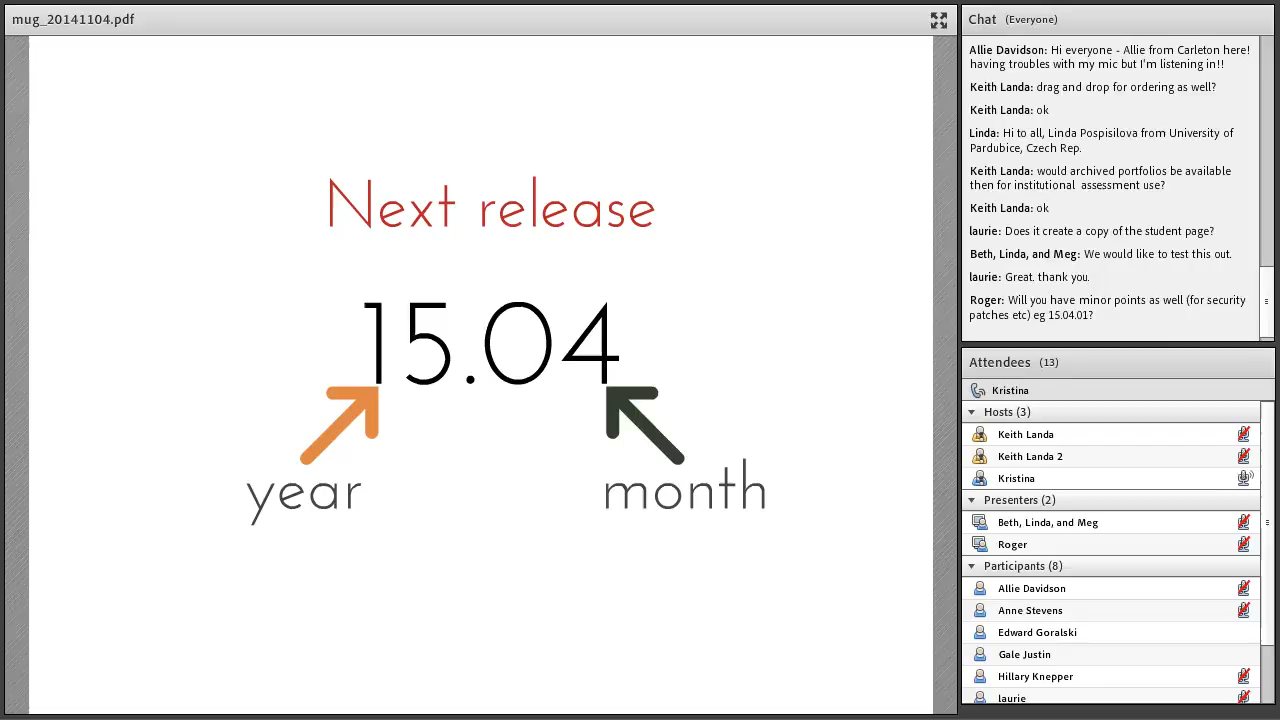 mug_20141104.pdf
Next release
15.04
year
month
Chat (Everyone)
Allie Davidson: Hi everyone - Allie from Carleton here!
having troubles with my mic but I'm listening in!!
Keith Landa: drag and drop for ordering as well?
Keith Landa: ok
Linda: Hi to all, Linda Pospisilova from University of
Pardubice, Czech Rep.
Keith Landa: would archived portfolios be available
then for institutional assessment use?
Keith Landa: ok
laurie: Does it create a copy of the student page?
Beth, Linda, and Meg: We would like to test this out.
laurie: Great. thank you.
Roger: Will you have minor points as well (for security
patches etc) eg 15.04.01?
Attendees (13)
Kristina
Hosts (3)
Keith Landa
Keith Landa 2
Kristina
Presenters (2)
Beth, Linda, and Meg
Roger
Participants (8)
Allie Davidson
Anne Stevens
Edward Goralski
Gale Justin
Hillary Knepper
laurie